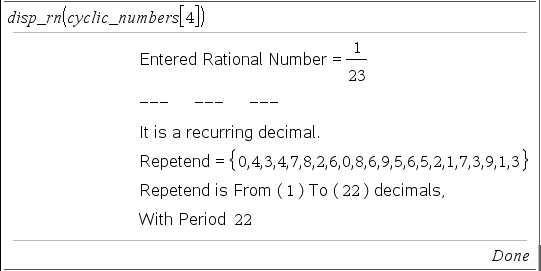 disp_rn(cyclic_numbers[4])
Entered Rational Number = 1/23
--- --- ---
It is a recurring decimal.
Repetend = {0,4,3,4,7,8,2,6,0,8,6,9,5,6,5,2,1,7,3,9,1,3}
Repetend is From ( 1 ) To ( 22 ) decimals,
With Period 22
Done